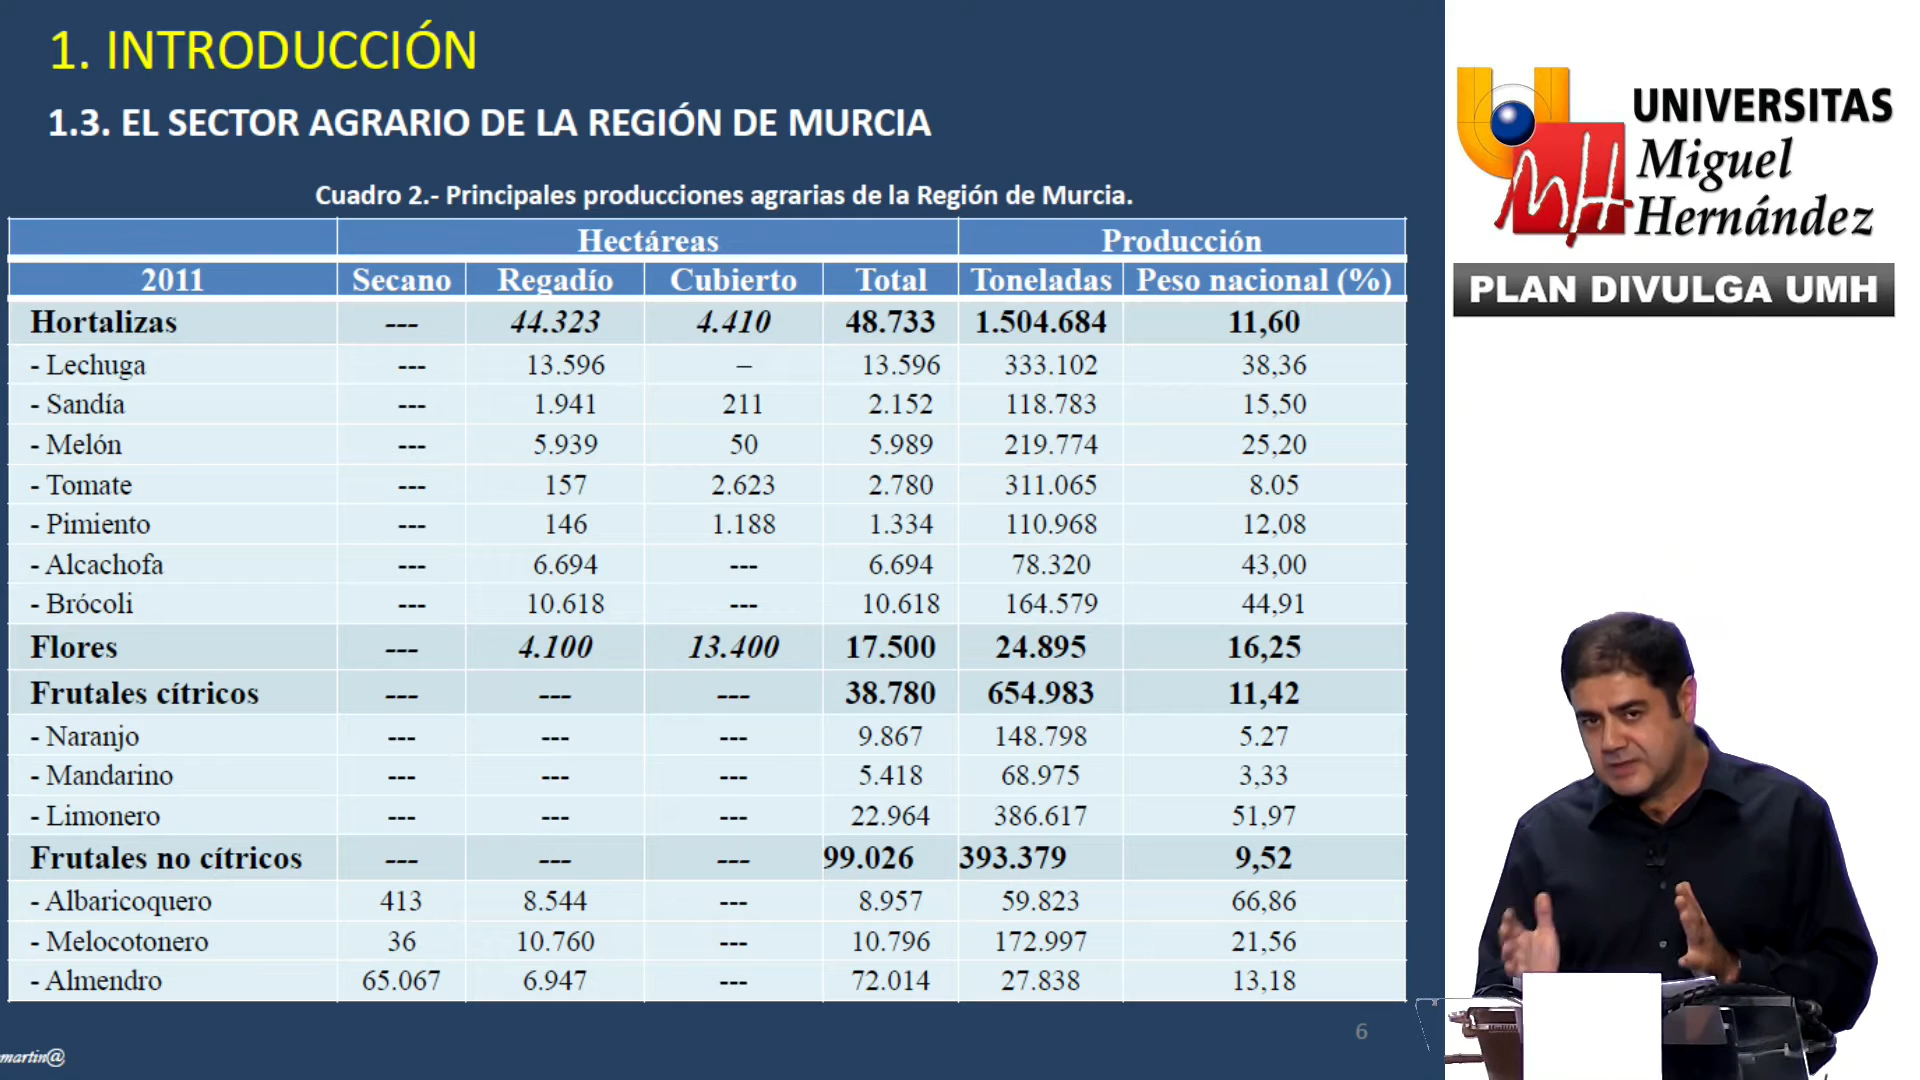 1. INTRODUCCIÓN
1.3. EL SECTOR AGRARIO DE LA REGIÓN DE MURCIA
Cuadro 2.- Principales producciones agrarias de la Región de Murcia.
Hectáreas Producción
2011 Secano Regadío Cubierto Total Toneladas Peso nacional (%)
Hortalizas --- 44.323 4.410 48.733 1.504.684 11,60
- Lechuga --- 13.596 – 13.596 333.102 38,36
- Sandía --- 1.941 211 2.152 118.783 15,50
- Melón --- 5.939 50 5.989 219.774 25,20
- Tomate --- 157 2.623 2.780 311.065 8.05
- Pimiento --- 146 1.188 1.334 110.968 12,08
- Alcachofa --- 6.694 --- 6.694 78.320 43,00
- Brócoli --- 10.618 --- 10.618 164.579 44,91
Flores --- 4.100 13.400 17.500 24.895 16,25
Frutales cítricos --- --- --- 38.780 654.983 11,42
- Naranjo --- --- --- 9.867 148.798 5.27
- Mandarino --- --- --- 5.418 68.975 3,33
- Limonero --- --- --- 22.964 386.617 51,97
Frutales no cítricos --- --- --- 99.026 393.379 9,52
- Albaricoquero 413 8.544 --- 8.957 59.823 66,86
- Melocotonero 36 10.760 --- 10.796 172.997 21,56
- Almendro 65.067 6.947 --- 72.014 27.838 13,18
6
martin@
UNIVERSITAS
Miguel
Hernández
UMH
PLAN DIVULGA UMH